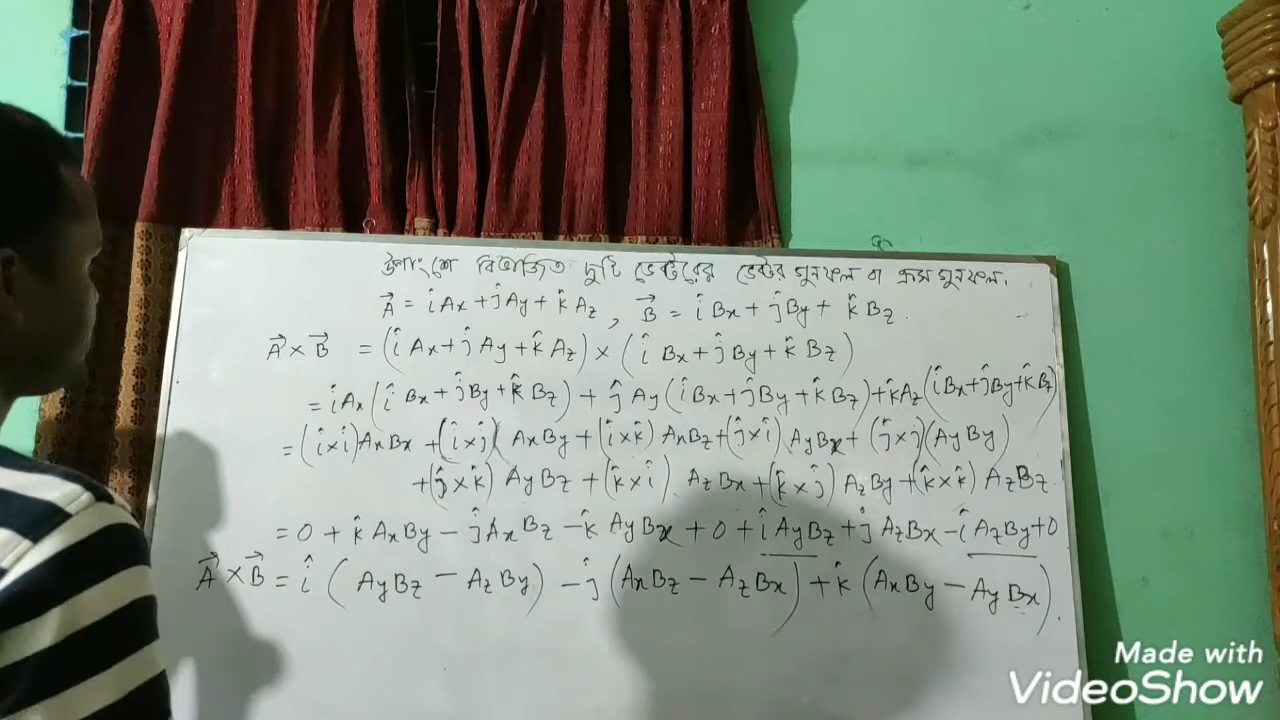 উপাংশে বিভাজিত দুটি ভেক্টরের ভেক্টর গুনফল বা ক্রস গুনফল.
A⃗ = îAx + ĵAy + k̂Az, B⃗ = îBx + ĵBy + k̂Bz.
A⃗ × B⃗ = (îAx + ĵAy + k̂Az) × (îBx + ĵBy + k̂Bz)
= îAx(îBx + ĵBy + k̂Bz) + ĵAy(îBx + ĵBy + k̂Bz) + k̂Az(îBx + ĵBy + k̂Bz)
= (î×î)AxBx + (î×ĵ)(AxBy + (î×k̂)AxBz + (ĵ×î)AyBx + (ĵ×ĵ)(AyBy)
+ (ĵ×k̂)AyBz + (k̂×î)AzBx + (k̂×ĵ)AzBy + (k̂×k̂)AzBz
= 0 + k̂AxBy − ĵAxBz − k̂AyBx + 0 + îAyBz + ĵAzBx − îAzBy + 0
A⃗ × B⃗ = î(AyBz − AzBy) − ĵ(AxBz − AzBx) + k̂(AxBy − AyBx).
Made with
VideoShow